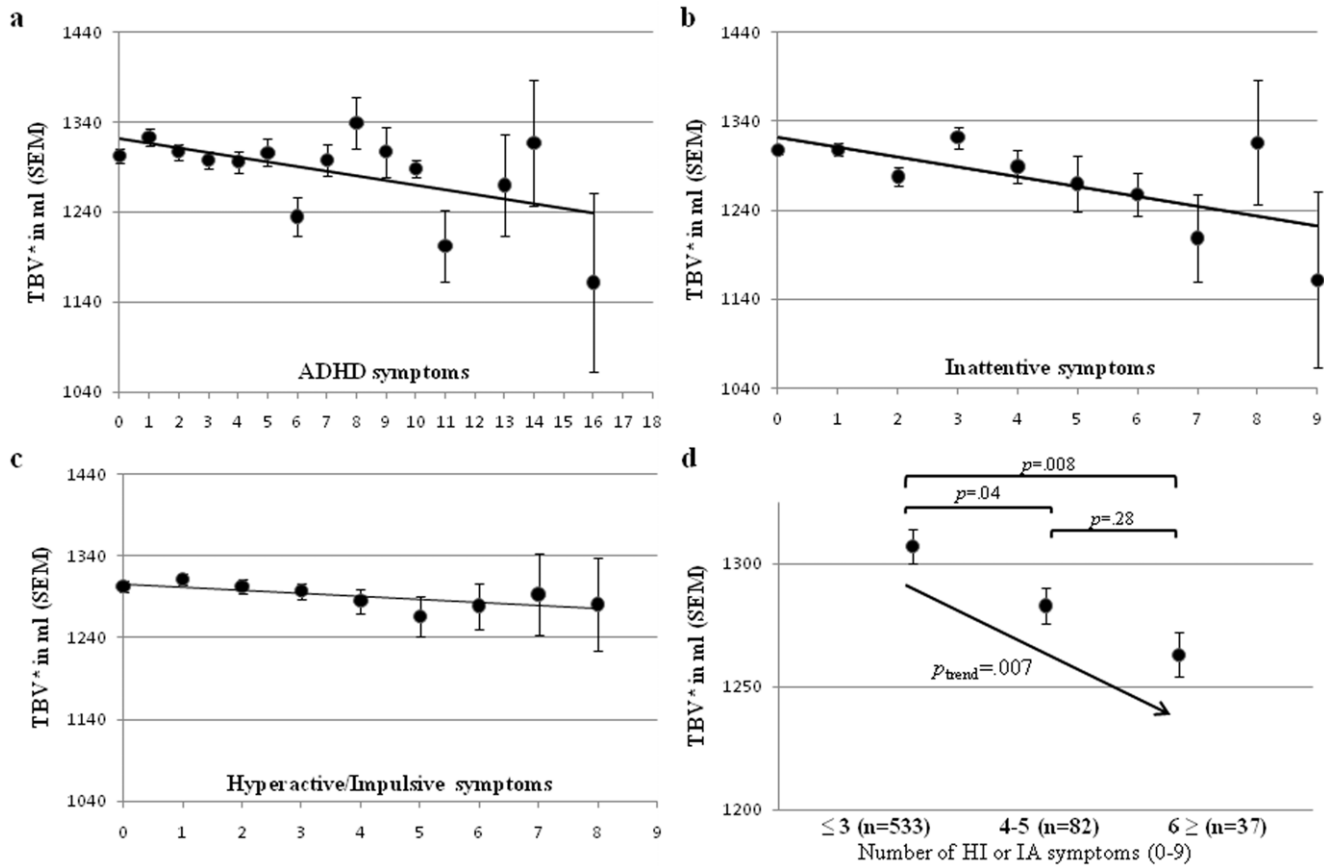 a
1440
1340
1240
1140
1040
TBV* in ml (SEM)
ADHD symptoms
0 1 2 3 4 5 6 7 8 9 10 11 12 13 14 15 16 17 18
b
1440
1340
1240
1140
1040
TBV* in ml (SEM)
Inattentive symptoms
0 1 2 3 4 5 6 7 8 9
c
1440
1340
1240
1140
1040
TBV* in ml (SEM)
Hyperactive/Impulsive symptoms
0 1 2 3 4 5 6 7 8 9
d
p=.008
p=.04
p=.28
1300
1250
1200
TBV* in ml (SEM)
ptrend=.007
≤ 3 (n=533) 4-5 (n=82) 6 ≥ (n=37)
Number of HI or IA symptoms (0-9)